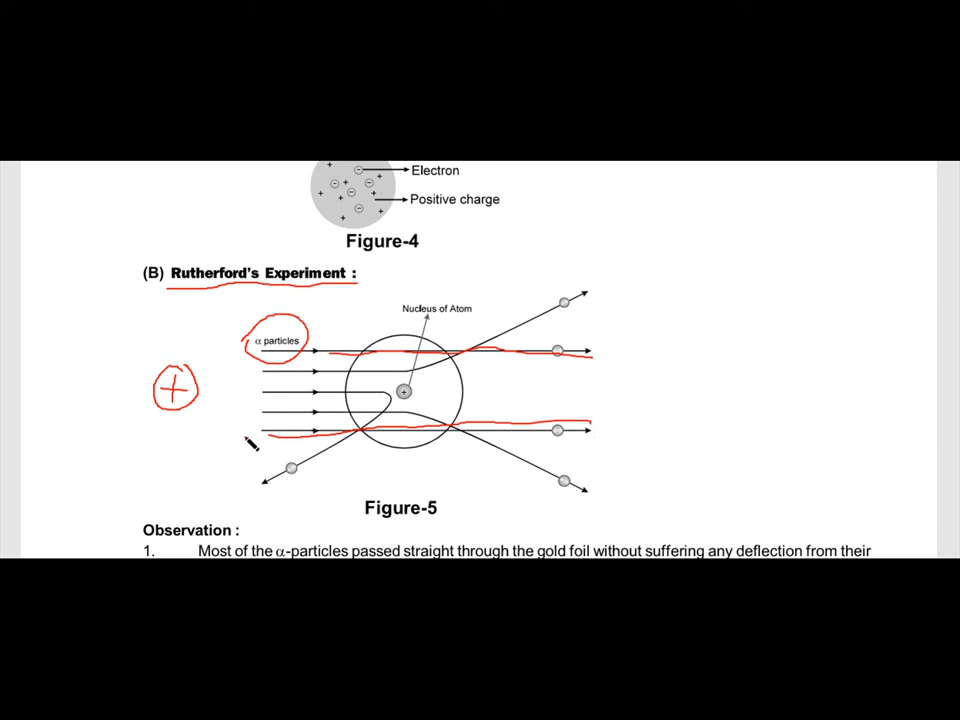 Electron
Positive charge
Figure-4
(B) Rutherford's Experiment :
Nucleus of Atom
α particles
Figure-5
Observation :
1. Most of the α-particles passed straight through the gold foil without suffering any deflection from their